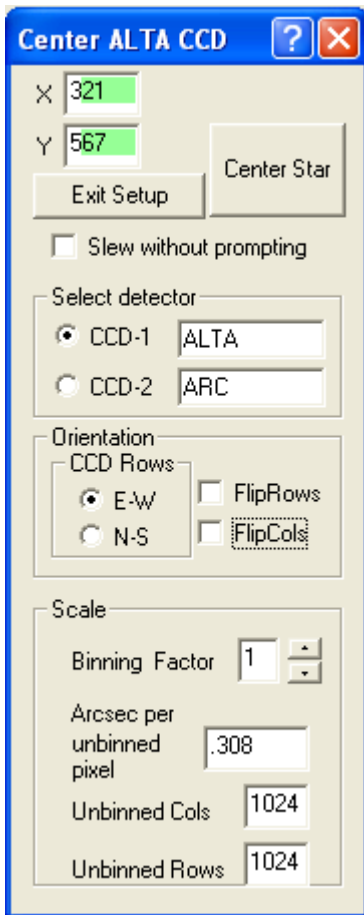 Center ALTA CCD ?
X 321
Y 567
Center Star
Exit Setup
Slew without prompting
Select detector
CCD-1 ALTA
CCD-2 ARC
Orientation
CCD Rows
E-W FlipRows
N-S FlipCols
Scale
Binning Factor 1
Arcsec per
unbinned .308
pixel
Unbinned Cols 1024
Unbinned Rows 1024